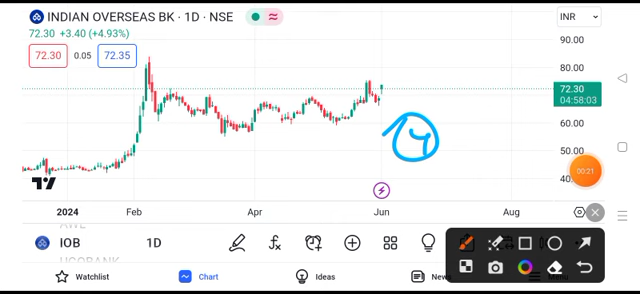 INDIAN OVERSEAS BK · 1D · NSE
INR
72.30 +3.40 (+4.93%)
72.30 0.05 72.35
90.00
80.00
72.30
04:58:03
60.00
50.00
00:21
2024 Feb Apr Jun Aug
IOB 1D
UCOBANK
Watchlist Chart Ideas News Menu